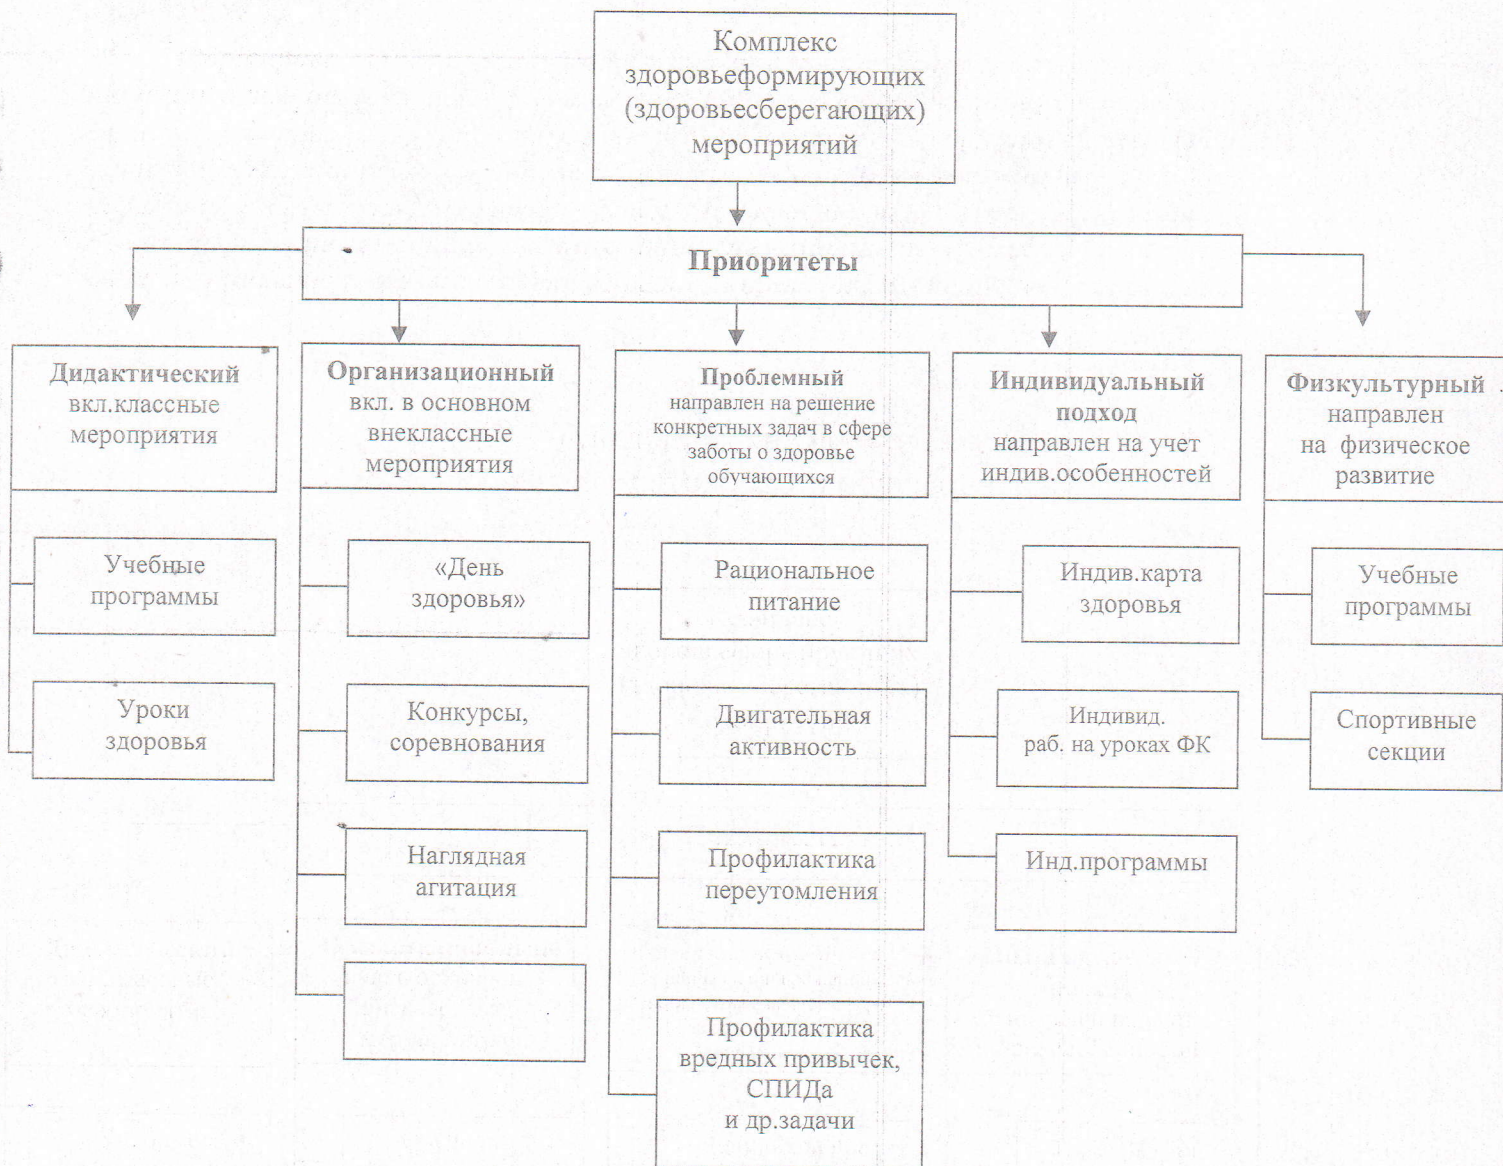 Комплекс
здоровьеформирующих
(здоровьесберегающих)
мероприятий
Приоритеты
Дидактический
вкл.классные
мероприятия
Учебные
программы
Уроки
здоровья
Организационный
вкл. в основном
внеклассные
мероприятия
«День
здоровья»
Конкурсы,
соревнования
Наглядная
агитация
Проблемный
направлен на решение
конкретных задач в сфере
заботы о здоровье
обучающихся
Рациональное
питание
Двигательная
активность
Профилактика
переутомления
Профилактика
вредных привычек,
СПИДа
и др.задачи
Индивидуальный
подход
направлен на учет
индив.особенностей
Индив.карта
здоровья
Индивид.
раб. на уроках ФК
Инд.программы
Физкультурный
направлен
на физическое
развитие
Учебные
программы
Спортивные
секции